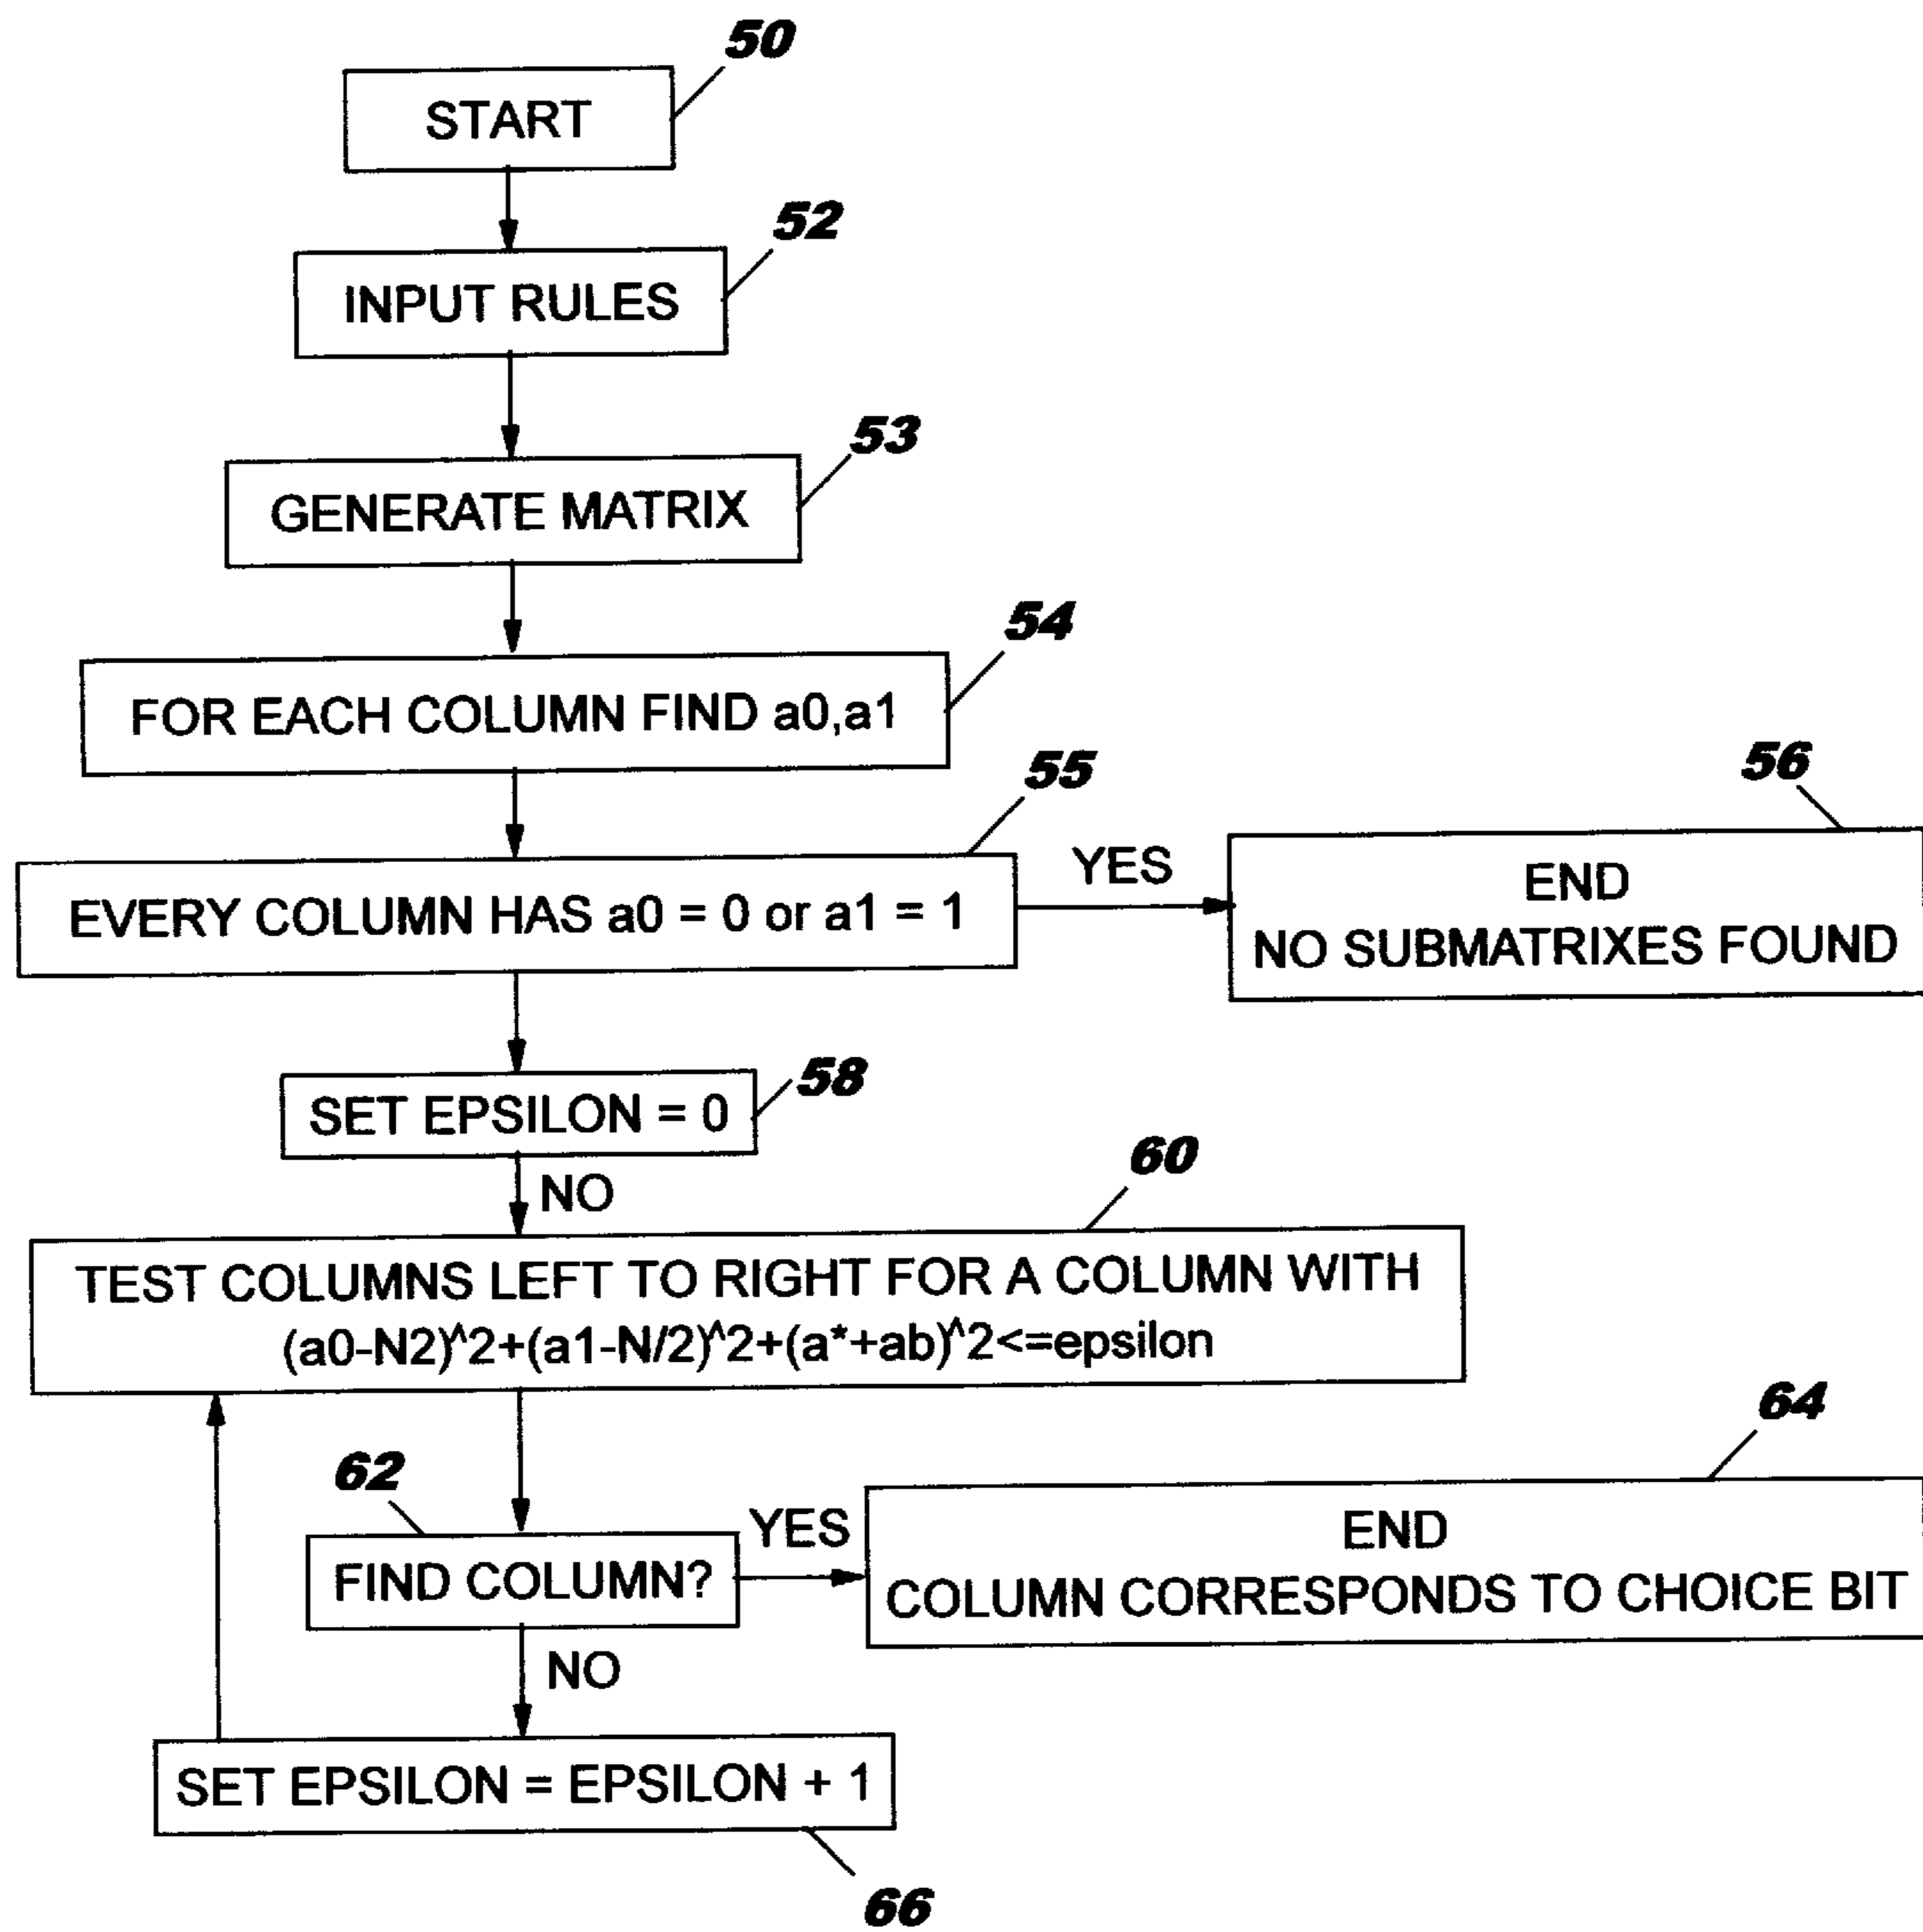 50
START
52
INPUT RULES
53
GENERATE MATRIX
54
FOR EACH COLUMN FIND a0,a1
55
EVERY COLUMN HAS a0 = 0 or a1 = 1
YES
56
END
NO SUBMATRIXES FOUND
58
SET EPSILON = 0
NO
60
TEST COLUMNS LEFT TO RIGHT FOR A COLUMN WITH
(a0-N2)^2+(a1-N/2)^2+(a*+ab)^2<=epsilon
62
FIND COLUMN?
YES
64
END
COLUMN CORRESPONDS TO CHOICE BIT
NO
SET EPSILON = EPSILON + 1
66